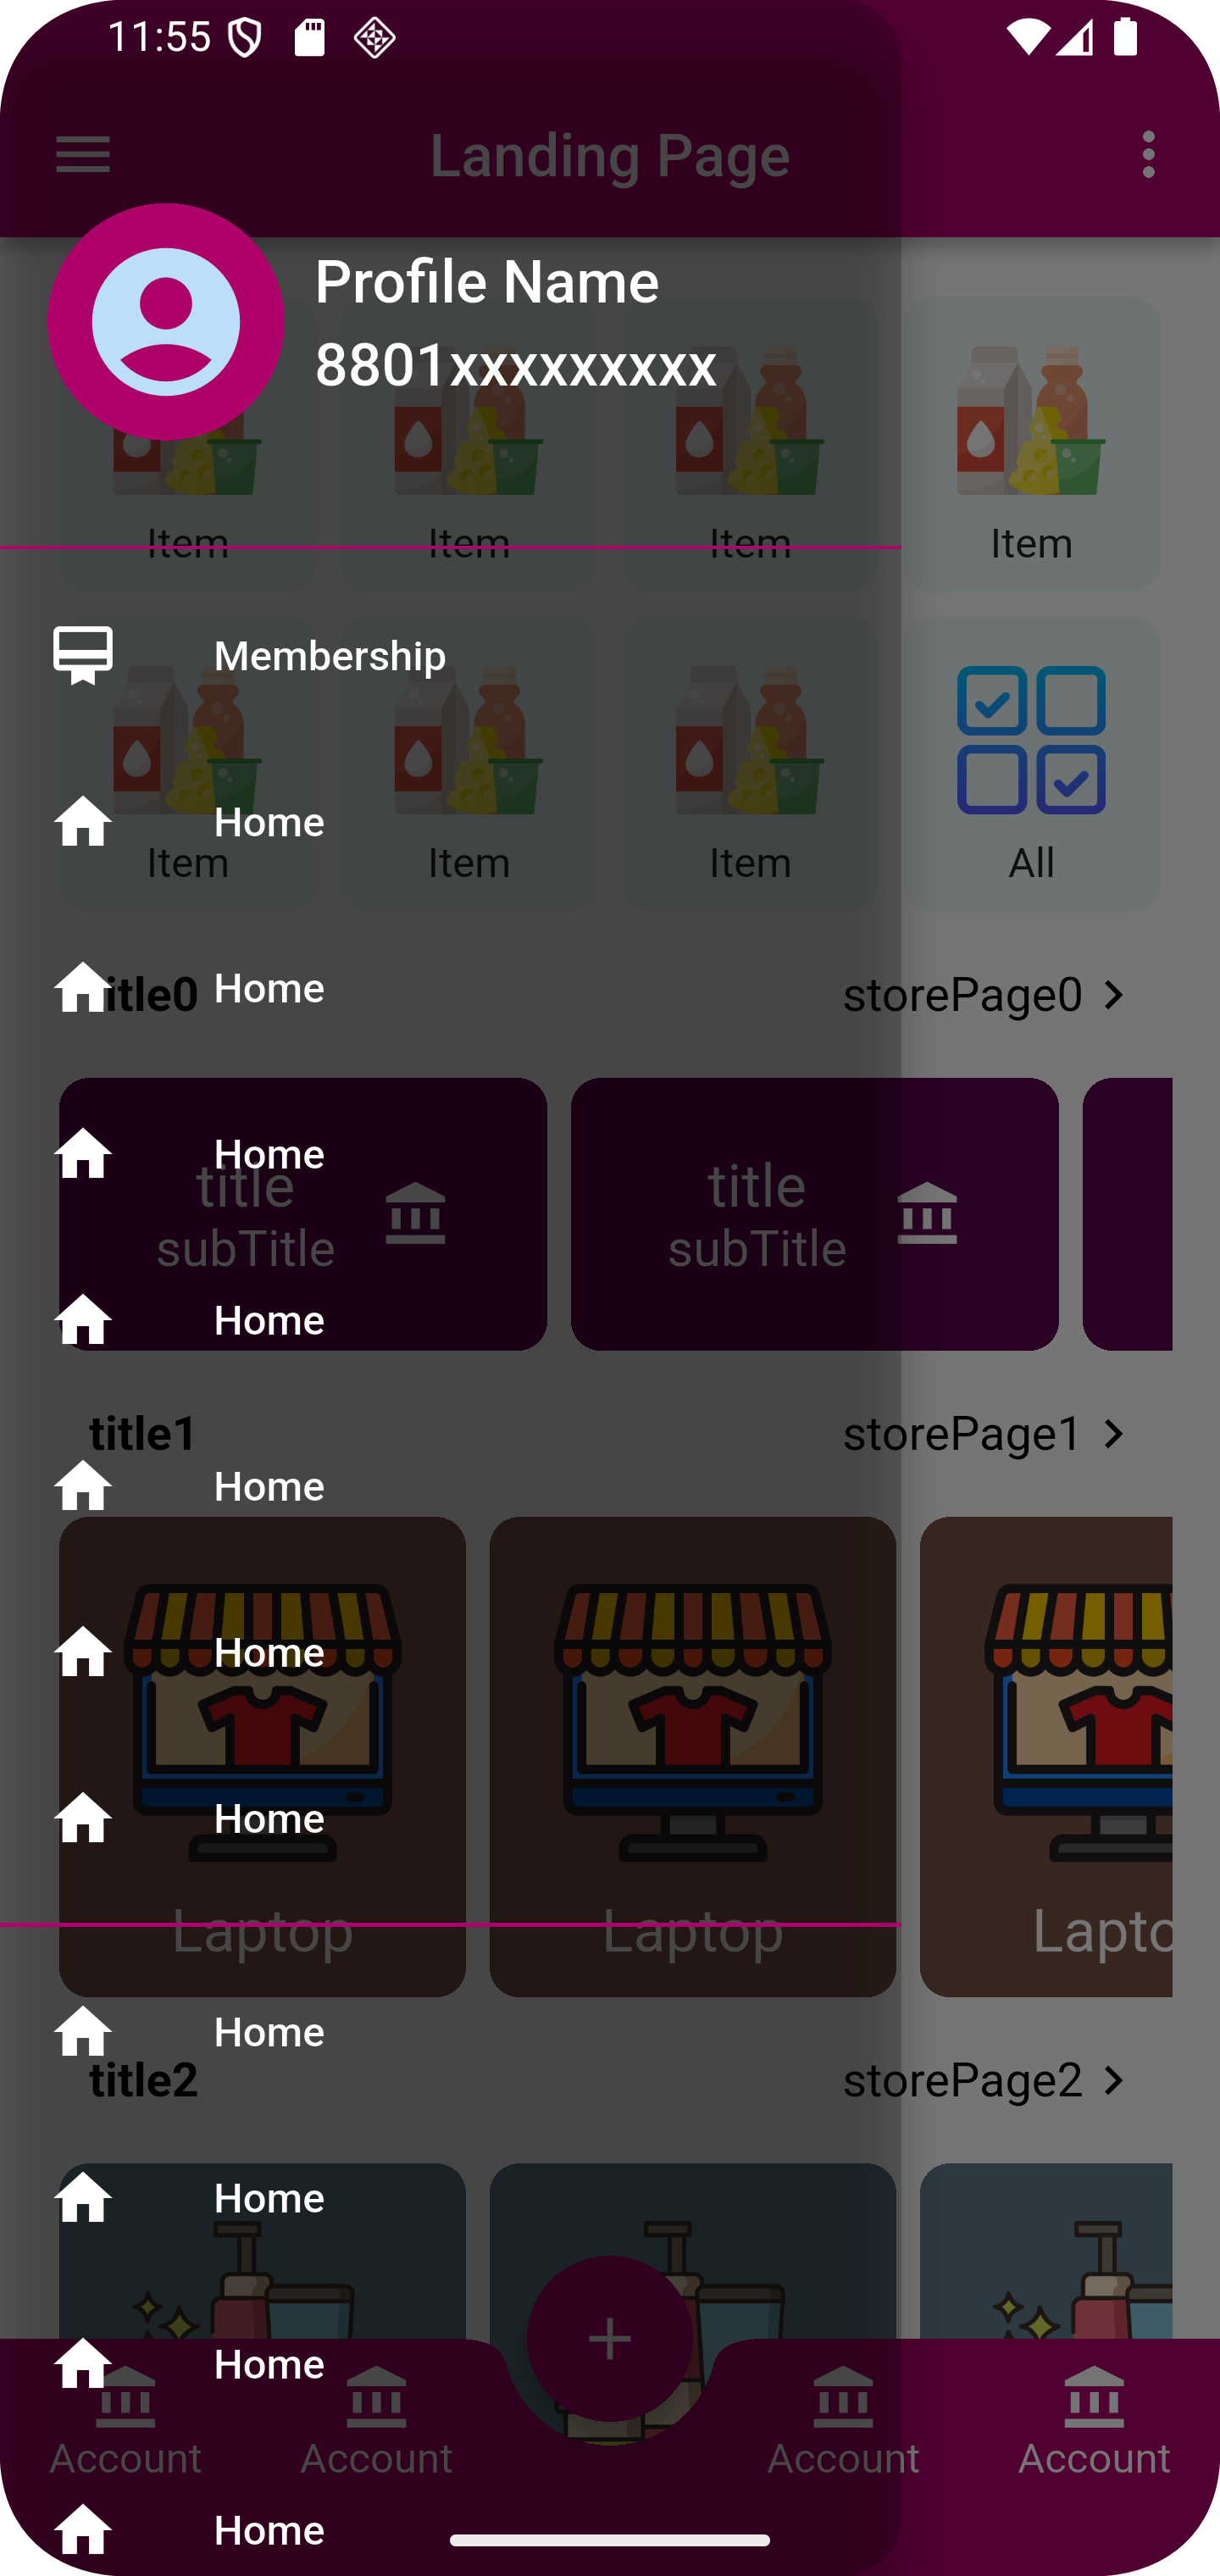 11:55
Landing Page
Profile Name
8801xxxxxxxxx
Item Item Item Item
Membership
Home
Item Item Item All
title0 Home storePage0
Home
title title
subTitle subTitle
Home
title1 storePage1
Home
Home
Home
Laptop Laptop Lapto
Home
title2 storePage2
Home
Home
Account Account Account Account
Home